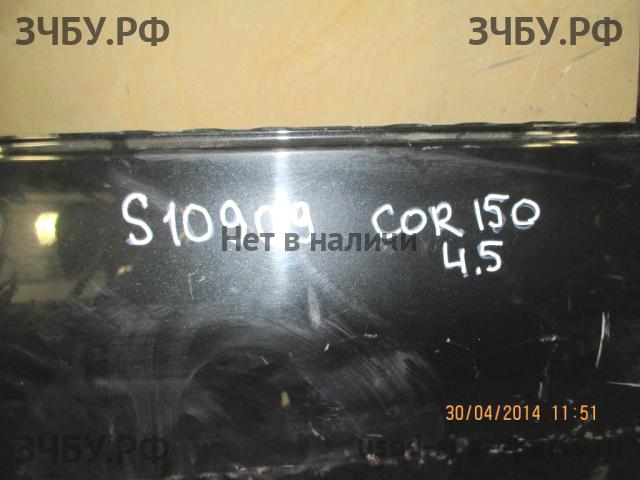 ЗЧБУ.РФ ЗЧБУ.РФ
S10909 COR 150
Нет в наличи
4.5
30/04/2014 11:51
ЗЧБУ.РФ